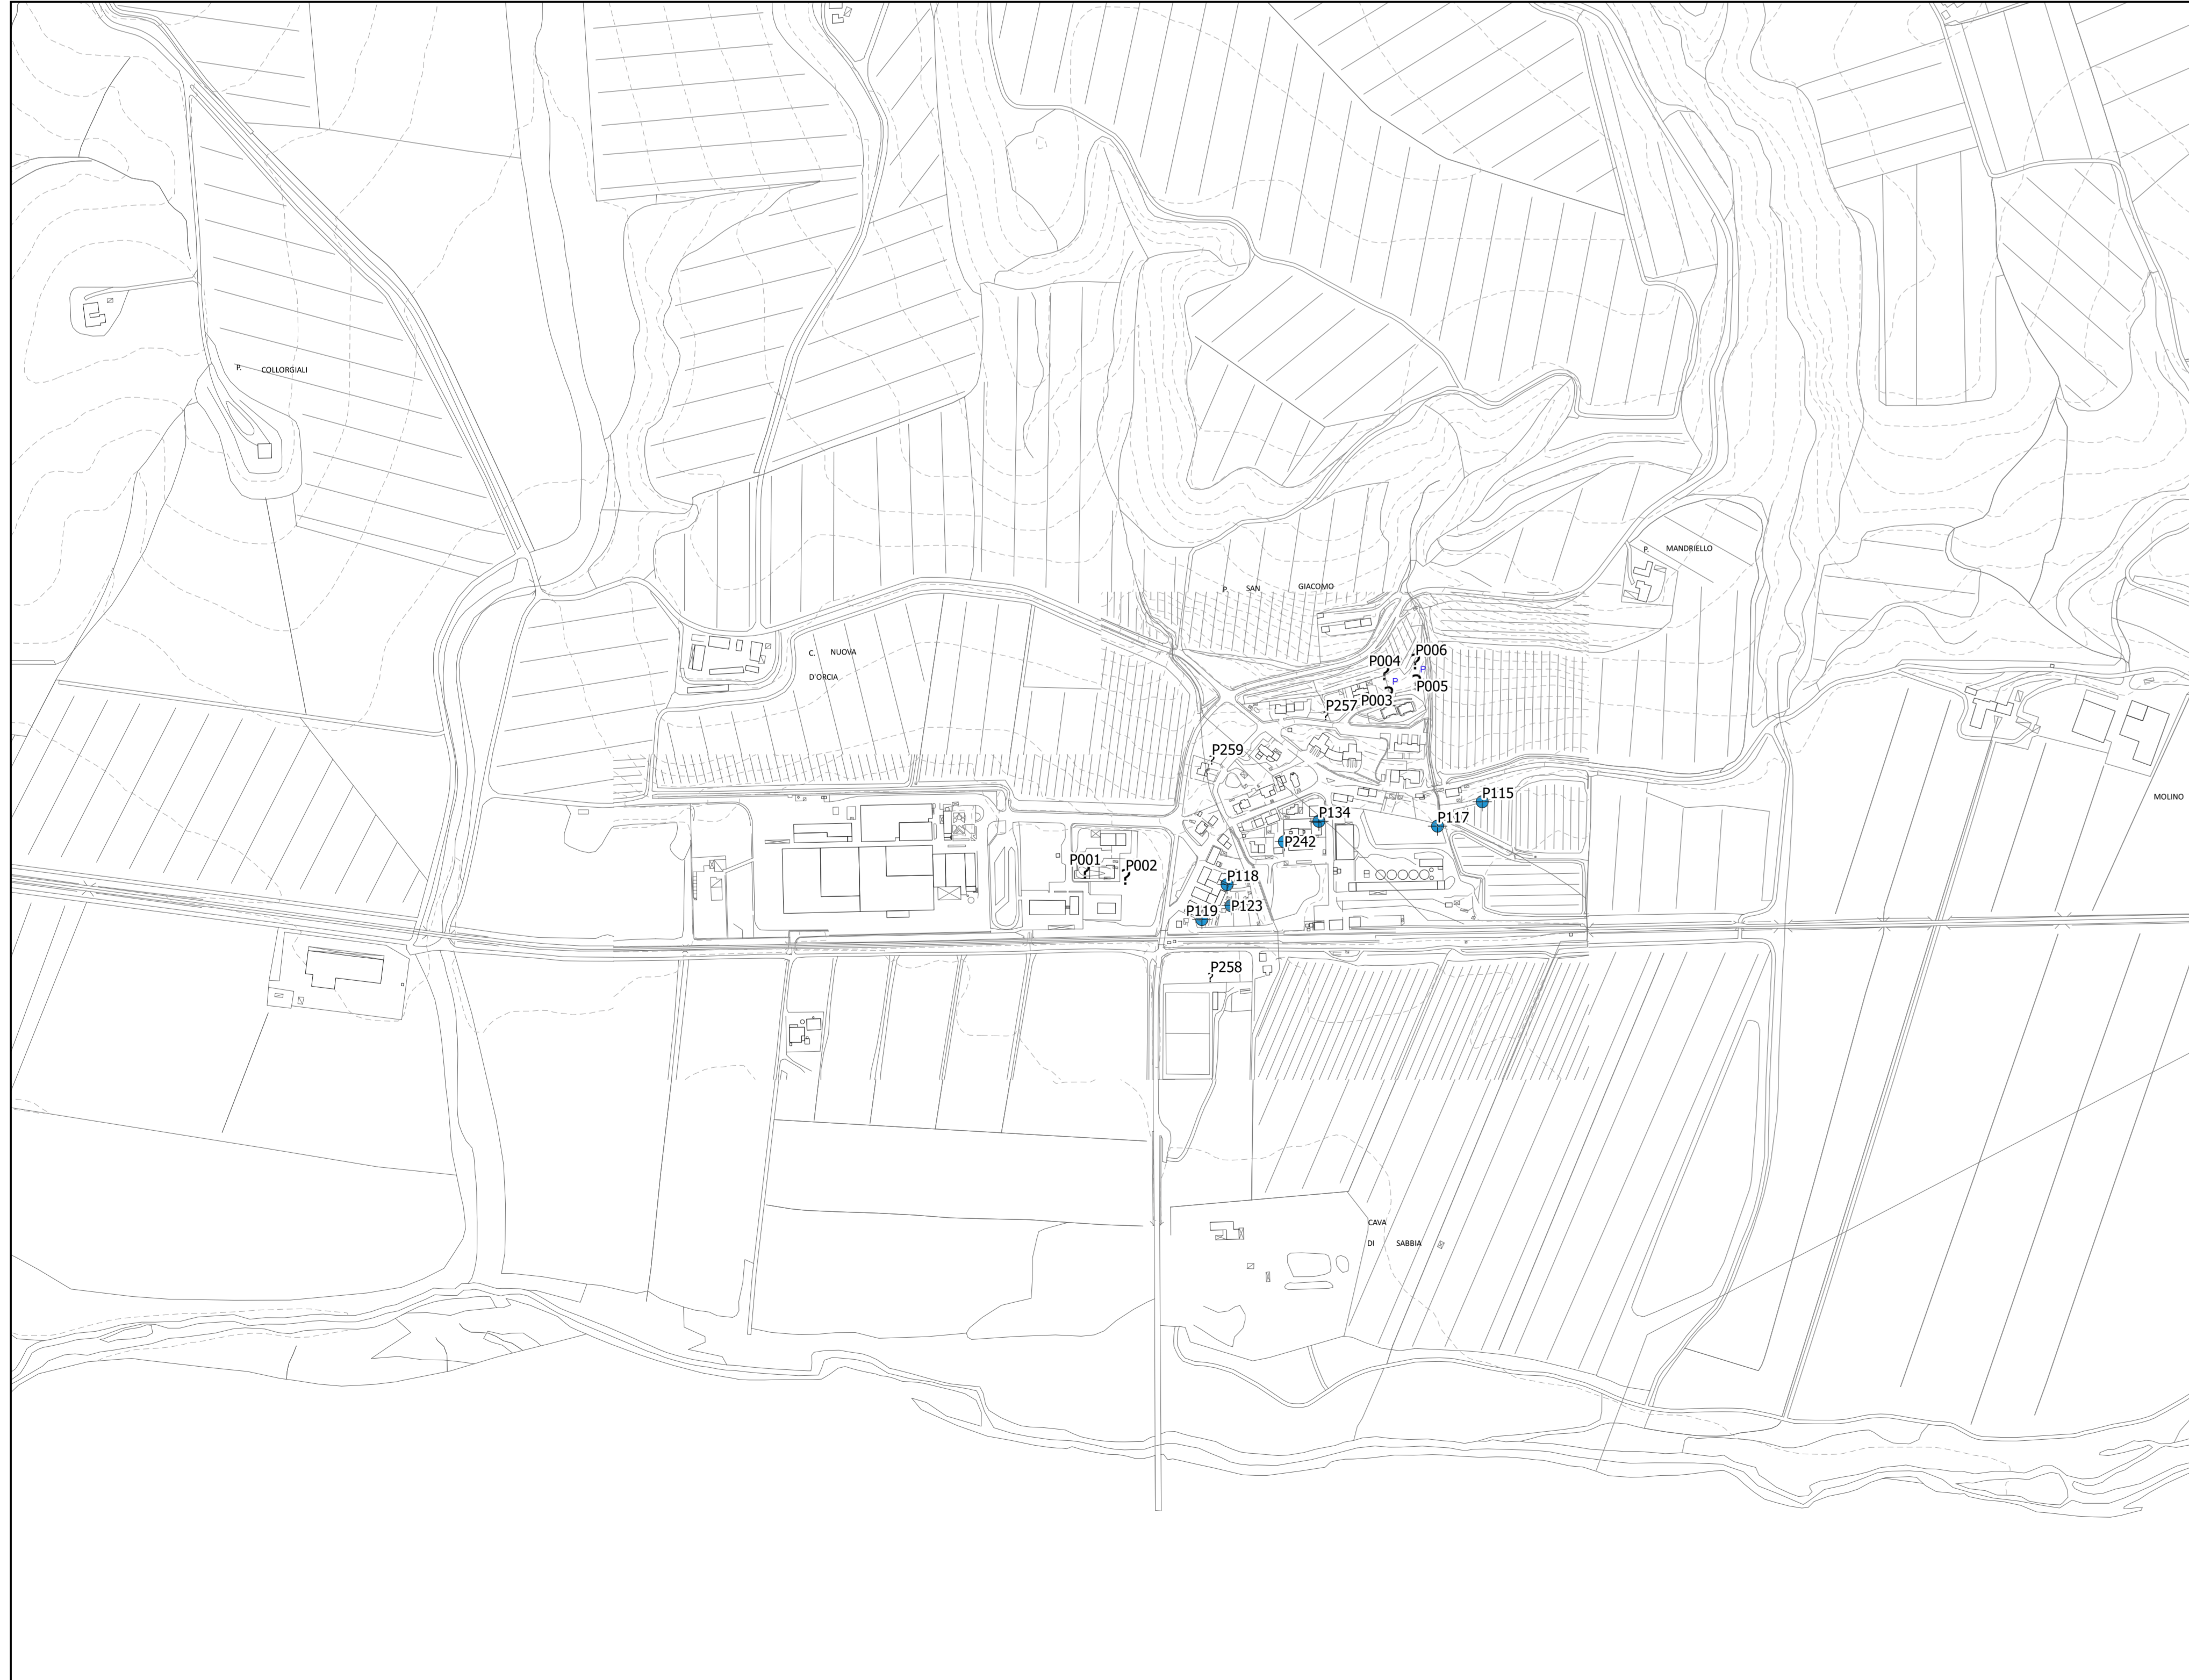 P. COLLORGIALI
P. MANDRIELLO
P. SAN GIACOMO
C. NUOVA
D'ORCIA
P006
P004
P
P
P005
P003
P257
P259
MOLINO
P115
P134
P117
P242
P001
?
P002
?
P118
P123
P119
P258
?
CAVA
DI SABBIA